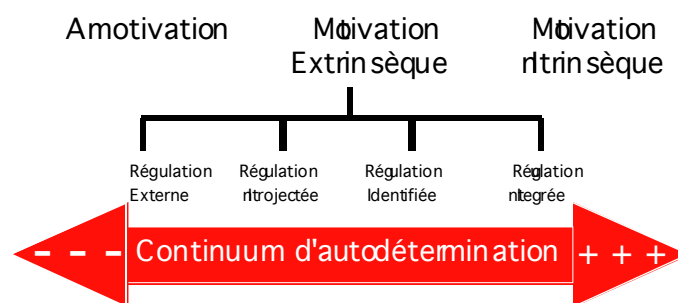 Amotivation
Motivation
Extrinsèque
Motivation
Intrinsèque
Régulation
Externe
Régulation
Introjectée
Régulation
Identifiée
Régulation
Intégrée
- - - Continuum d'autodétermination + + +